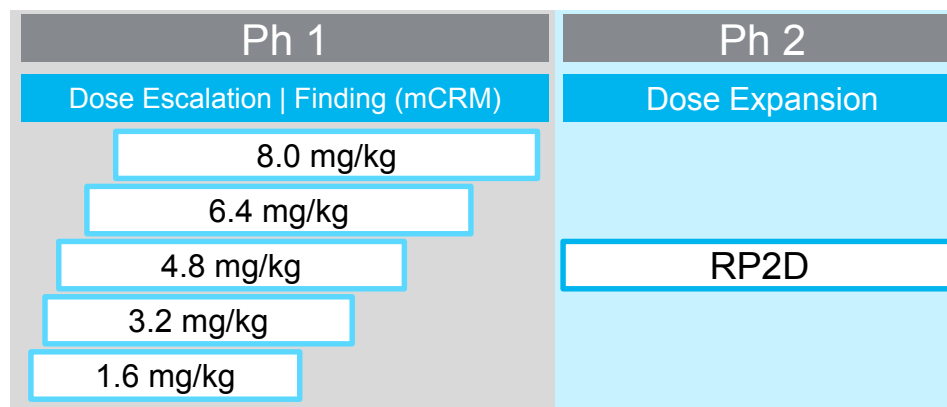 Ph 1
Ph 2
Dose Escalation | Finding (mCRM)
Dose Expansion
8.0 mg/kg
6.4 mg/kg
4.8 mg/kg
RP2D
3.2 mg/kg
1.6 mg/kg